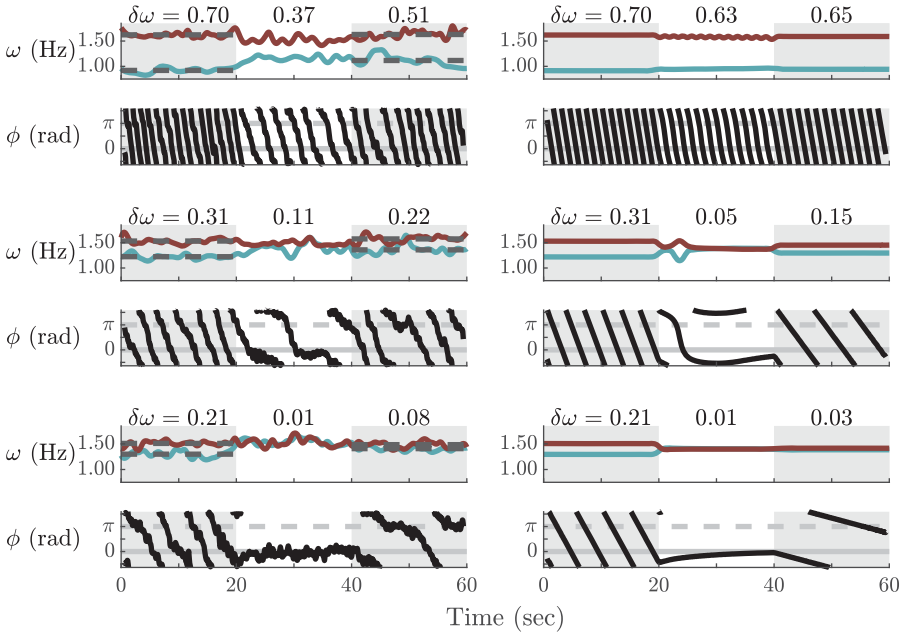 δω = 0.70 0.37 0.51
ω (Hz)
1.50
1.00
ϕ (rad)
π
0
δω = 0.70 0.63 0.65
1.50
1.00
π
0
δω = 0.31 0.11 0.22
ω (Hz)
1.50
1.00
ϕ (rad)
π
0
δω = 0.31 0.05 0.15
1.50
1.00
π
0
δω = 0.21 0.01 0.08
ω (Hz)
1.50
1.00
ϕ (rad)
π
0
0 20 40 60
δω = 0.21 0.01 0.03
1.50
1.00
π
0
0 20 40 60
Time (sec)